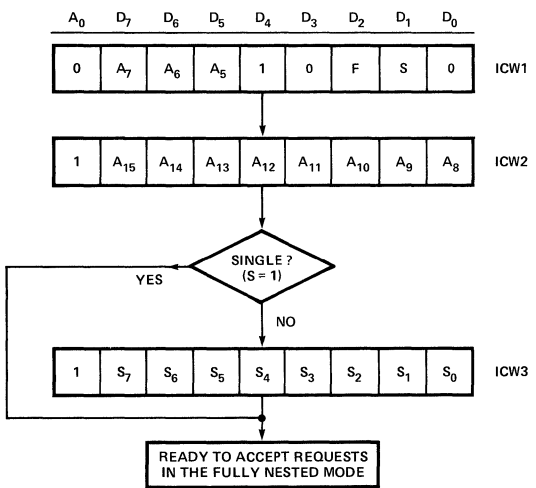 A₀ D₇ D₆ D₅ D₄ D₃ D₂ D₁ D₀
0 A₇ A₆ A₅ 1 0 F S 0 ICW1
1 A₁₅ A₁₄ A₁₃ A₁₂ A₁₁ A₁₀ A₉ A₈ ICW2
SINGLE ?
(S = 1)
YES
NO
1 S₇ S₆ S₅ S₄ S₃ S₂ S₁ S₀ ICW3
READY TO ACCEPT REQUESTS
IN THE FULLY NESTED MODE